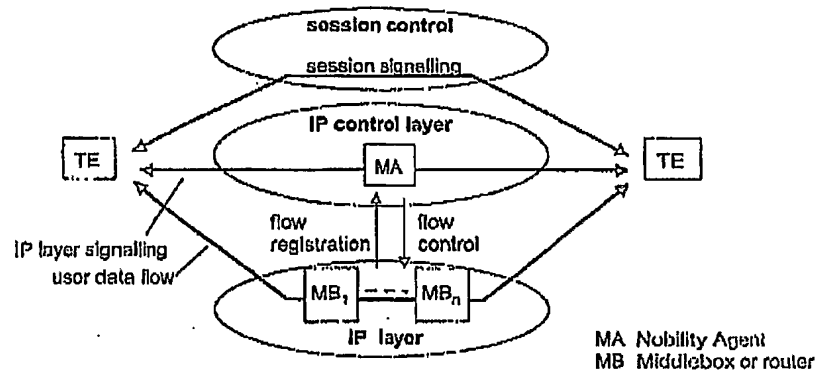 session control
session signalling
IP control layer
TE
MA
TE
flow
registration
flow
control
IP layer signalling
user data flow
MB1
MBn
IP layer
MA Nobility Agent
MB Middlebox or router